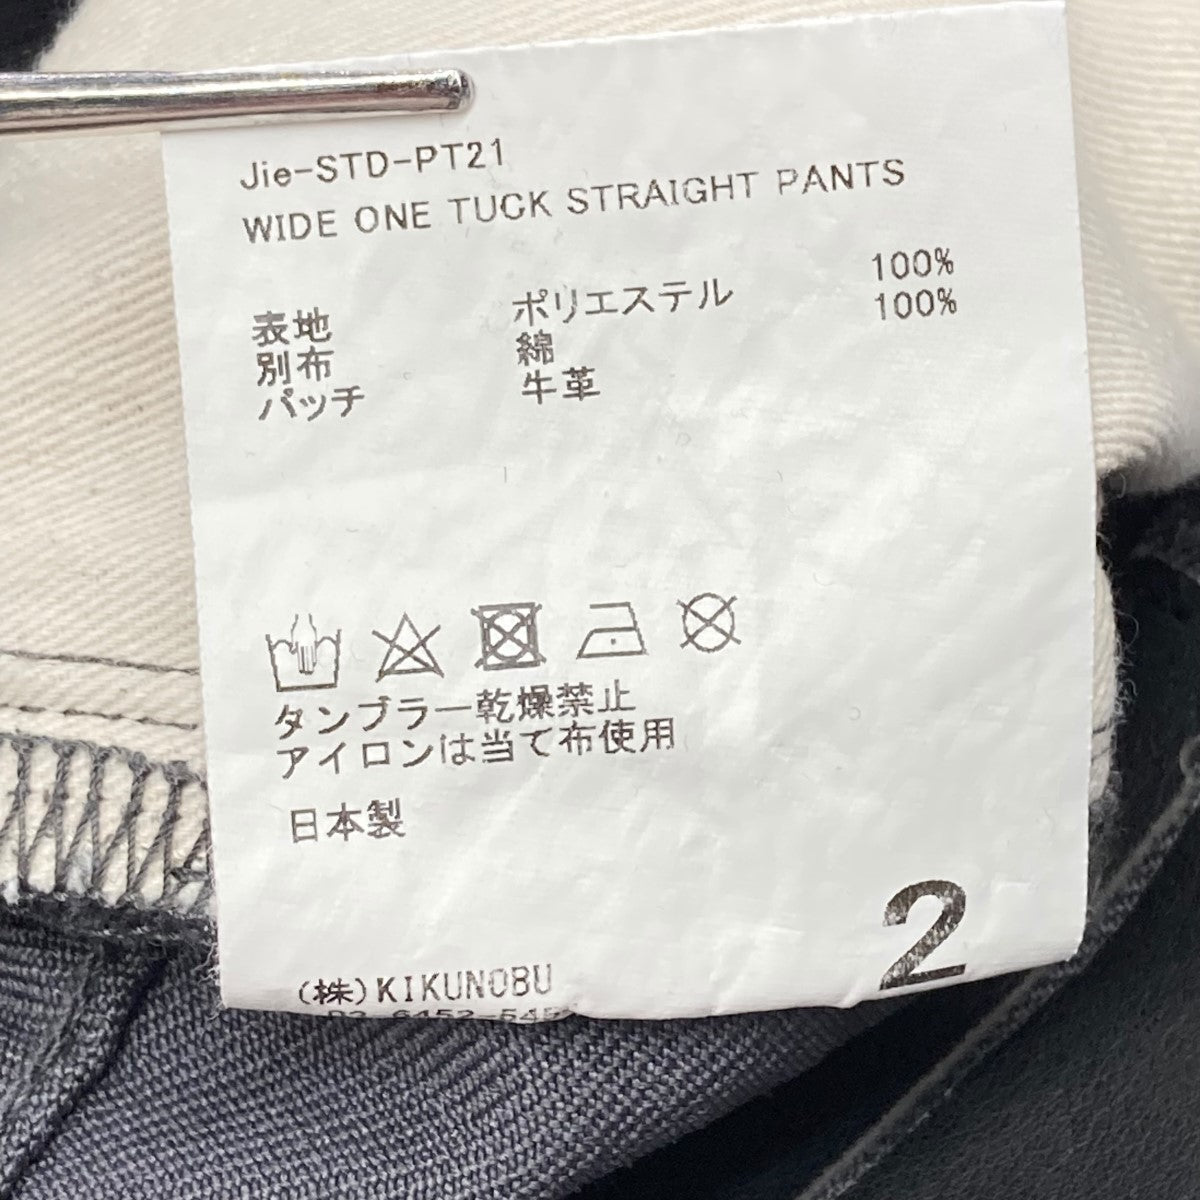 Jie-STD-PT21
WIDE ONE TUCK STRAIGHT PANTS
表地 ポリエステル 100%
別布 綿 100%
パッチ 牛革
タンブラー乾燥禁止
アイロンは当て布使用
日本製
2
(株)KIKUNOBU